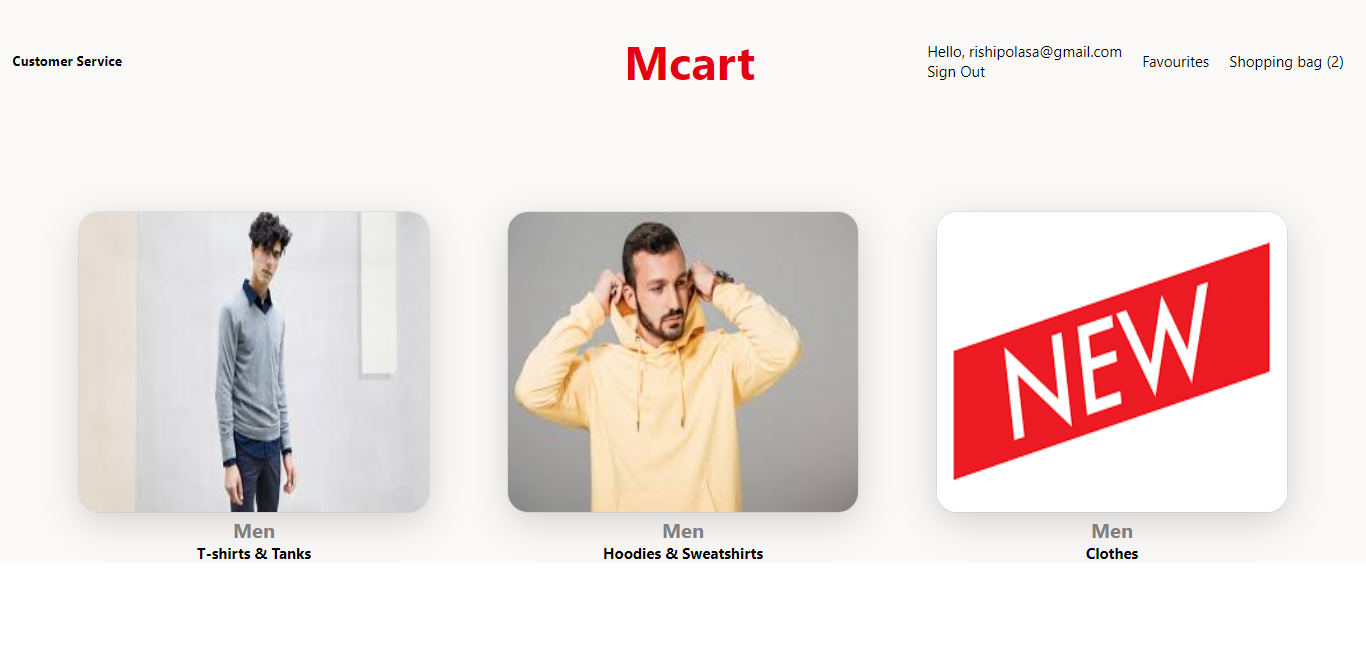 Customer Service
Mcart
Hello, rishipolasa@gmail.com
Sign Out
Favourites
Shopping bag (2)
NEW
Men
T-shirts & Tanks
Men
Hoodies & Sweatshirts
Men
Clothes